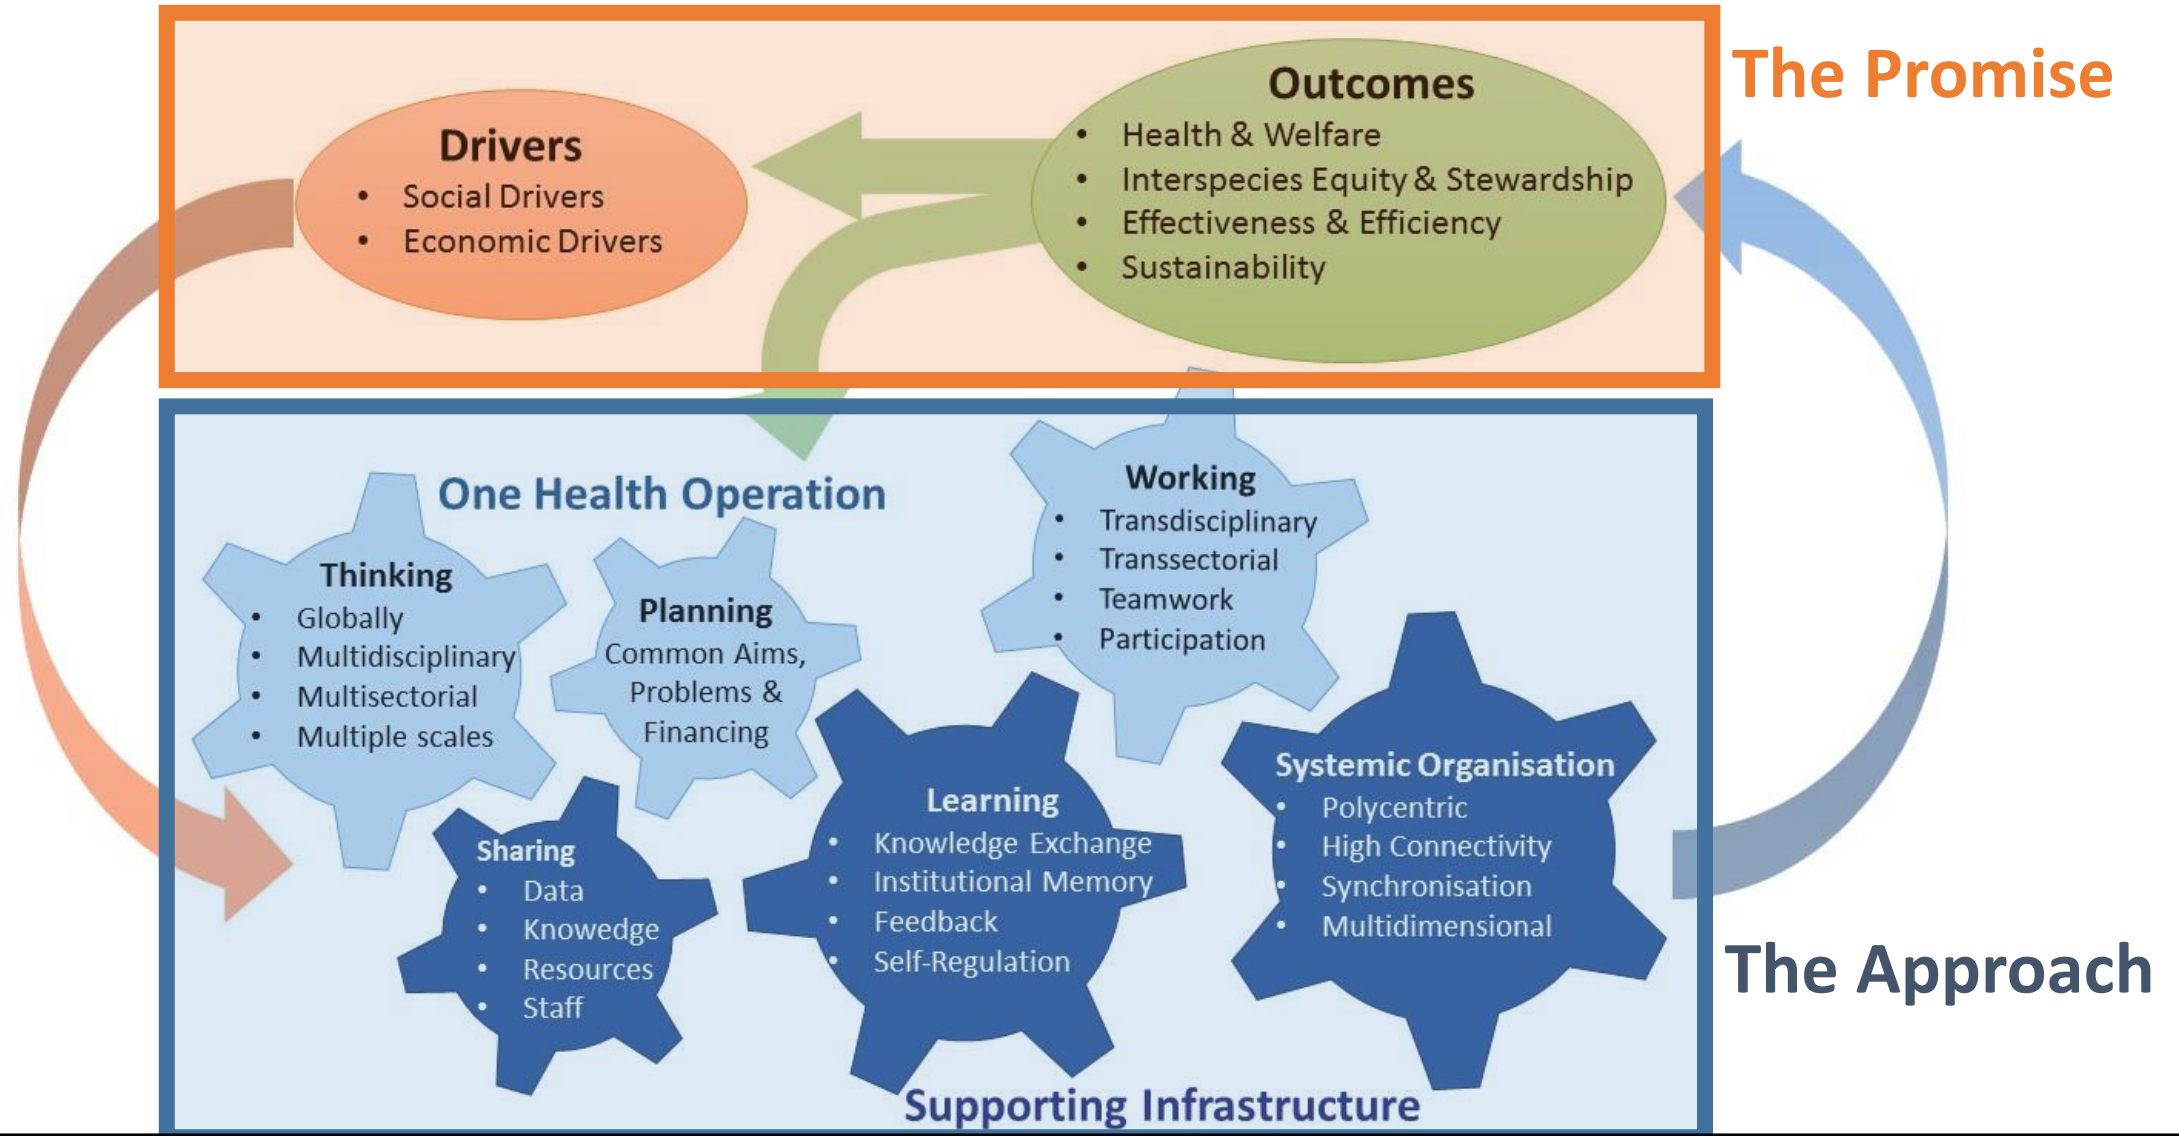 The Promise
Drivers
• Social Drivers
• Economic Drivers
Outcomes
• Health & Welfare
• Interspecies Equity & Stewardship
• Effectiveness & Efficiency
• Sustainability
One Health Operation
Thinking
• Globally
• Multidisciplinary
• Multisectorial
• Multiple scales
Planning
Common Aims,
Problems &
Financing
Working
• Transdisciplinary
• Transsectorial
• Teamwork
• Participation
Sharing
• Data
• Knowedge
• Resources
• Staff
Learning
• Knowledge Exchange
• Institutional Memory
• Feedback
• Self-Regulation
Systemic Organisation
• Polycentric
• High Connectivity
• Synchronisation
• Multidimensional
The Approach
Supporting Infrastructure